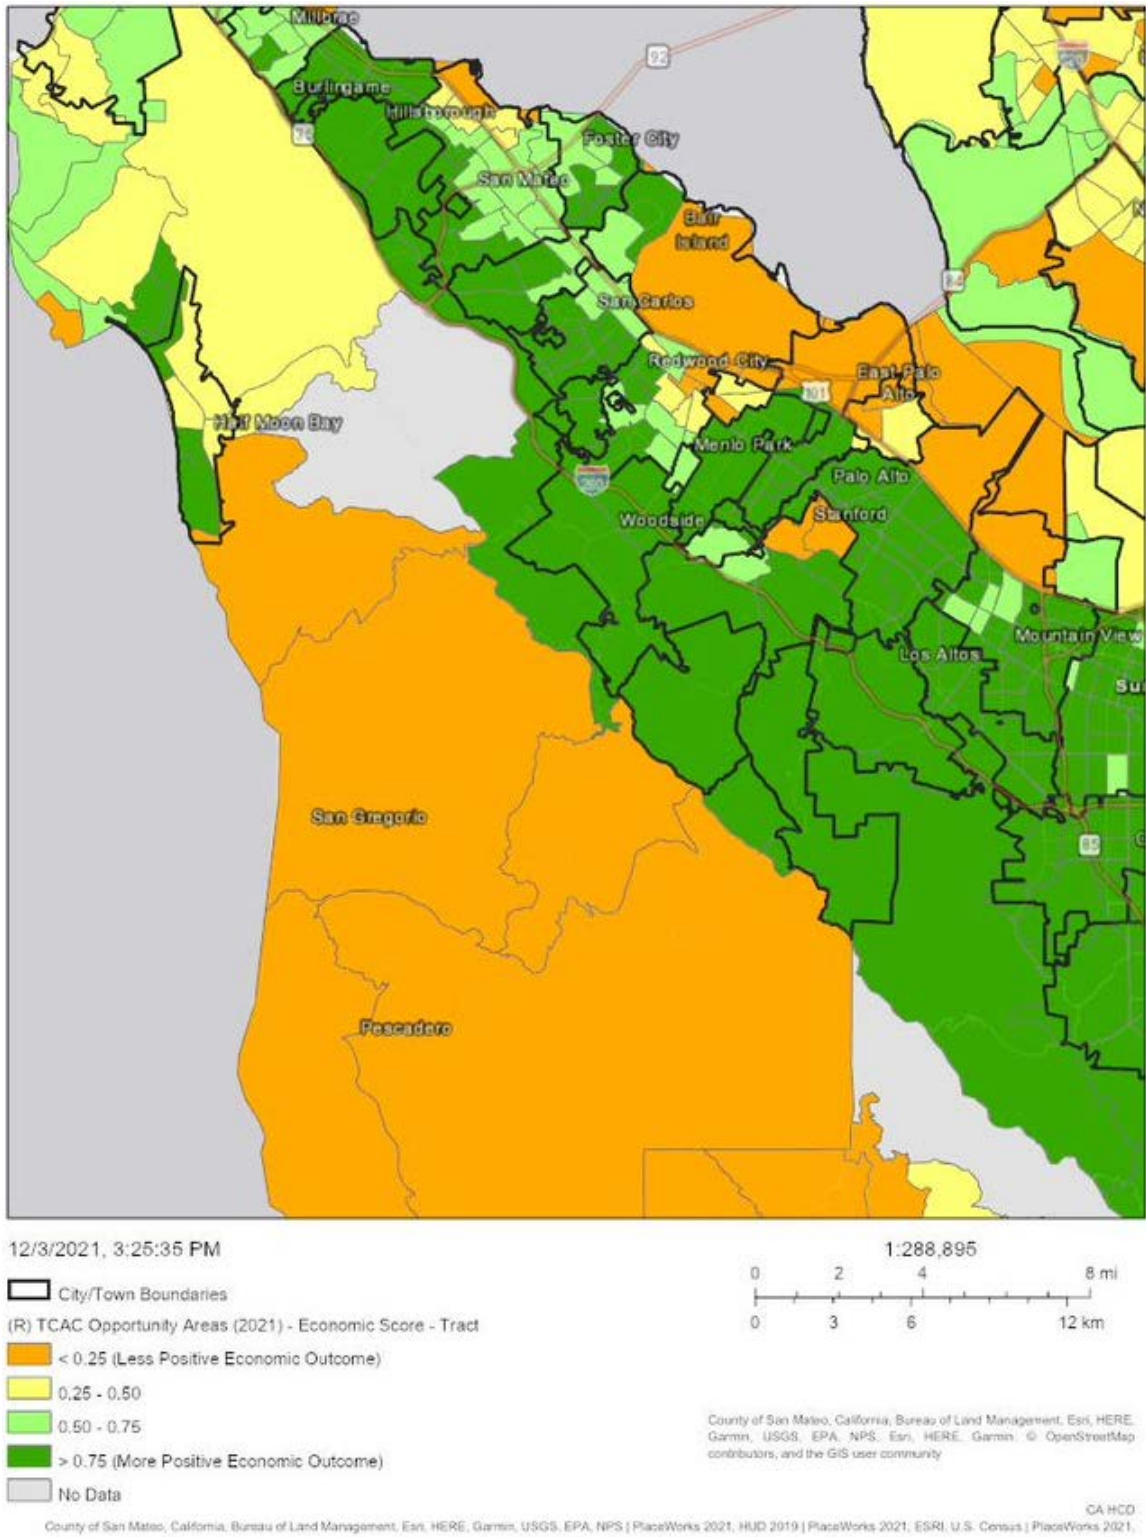 Millbrae
92
Burlingame
Hillsborough
Foster City
San Mateo
Bair
Island
84
San Carlos
Redwood City
East Palo
Alto
101
Half Moon Bay
Menlo Park
Palo Alto
280
Woodside
Stanford
Mountain View
Los Altos
Su
San Gregorio
85
Pescadero
12/3/2021, 3:25:35 PM
1:288,895
0 2 4 8 mi
0 3 6 12 km
City/Town Boundaries
(R) TCAC Opportunity Areas (2021) - Economic Score - Tract
< 0.25 (Less Positive Economic Outcome)
0.25 - 0.50
0.50 - 0.75
> 0.75 (More Positive Economic Outcome)
No Data
County of San Mateo, California, Bureau of Land Management, Esri, HERE,
Garmin, USGS, EPA, NPS, Esri, HERE, Garmin, © OpenStreetMap
contributors, and the GIS user community
CA HCD
County of San Mateo, California, Bureau of Land Management, Esri, HERE, Garmin, USGS, EPA, NPS | PlaceWorks 2021, HUD 2019 | PlaceWorks 2021, ESRI, U.S. Census | PlaceWorks 2021